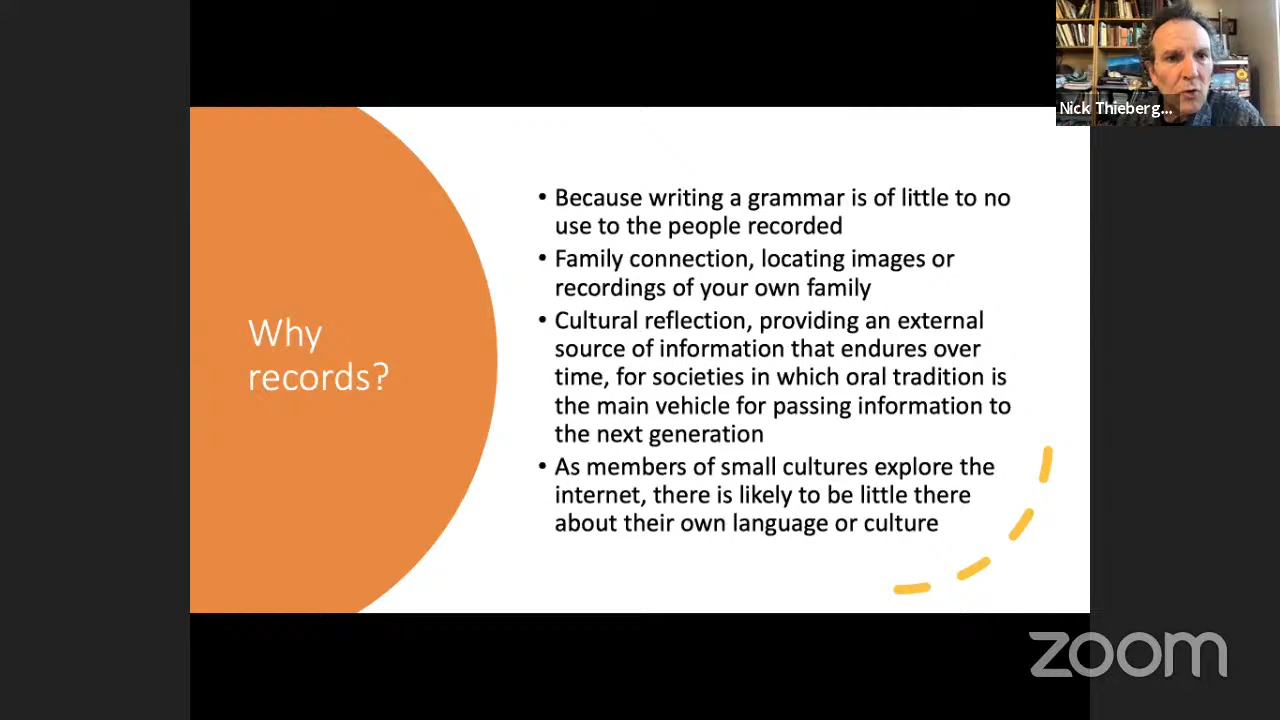 Nick Thieberg...
Why
records?
• Because writing a grammar is of little to no
use to the people recorded
• Family connection, locating images or
recordings of your own family
• Cultural reflection, providing an external
source of information that endures over
time, for societies in which oral tradition is
the main vehicle for passing information to
the next generation
• As members of small cultures explore the
internet, there is likely to be little there
about their own language or culture
zoom